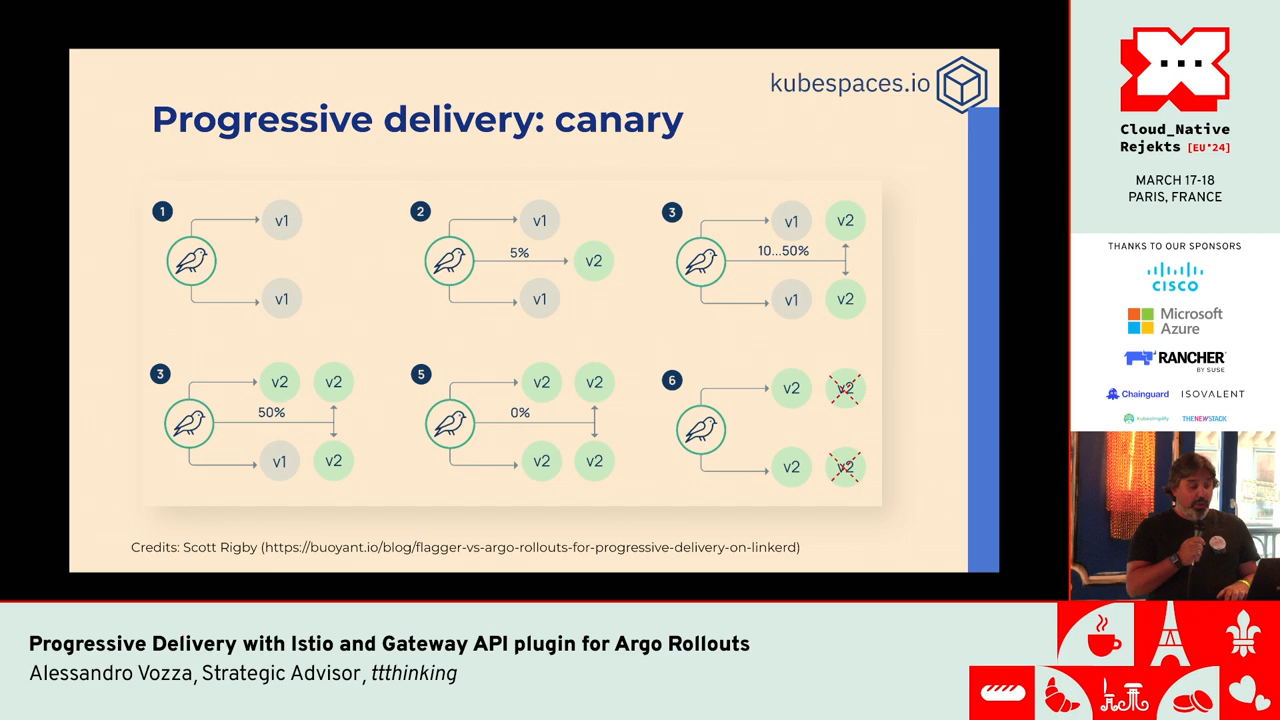 kubespaces.io
Progressive delivery: canary
1
v1
v1
2
v1
5%
v2
v1
3
v1
v2
10...50%
v1
v2
3
v2
v2
50%
v1
v2
5
v2
v2
0%
v2
v2
6
v2
v2
v2
v2
Credits: Scott Rigby (https://buoyant.io/blog/flagger-vs-argo-rollouts-for-progressive-delivery-on-linkerd)
Cloud_Native
Rejekts [EU'24]
MARCH 17-18
PARIS, FRANCE
THANKS TO OUR SPONSORS
CISCO
Microsoft
Azure
RANCHER
BY SUSE
Chainguard
ISOVALENT
kubesimplify
THENEWSTACK
Progressive Delivery with Istio and Gateway API plugin for Argo Rollouts
Alessandro Vozza, Strategic Advisor, ttthinking